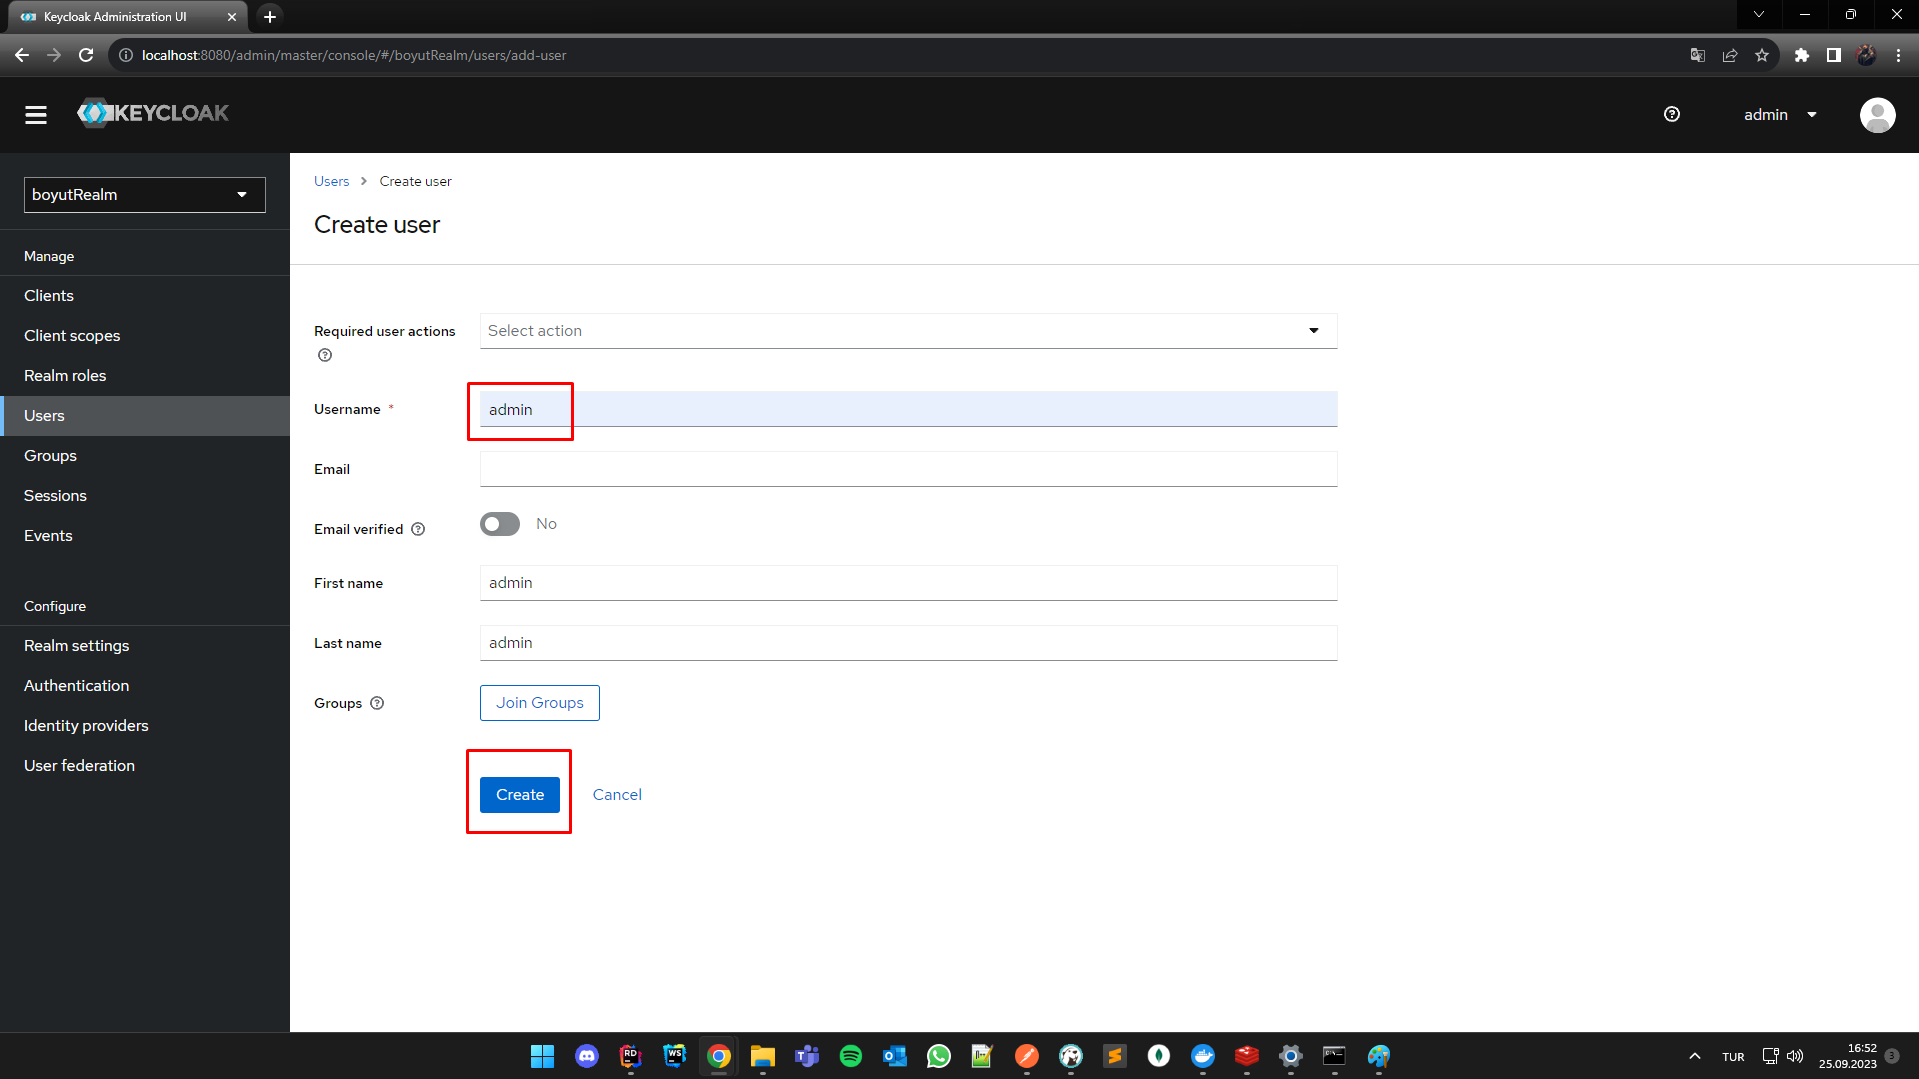 Keycloak Administration UI
localhost:8080/admin/master/console/#/boyutRealm/users/add-user
KEYCLOAK
admin
boyutRealm
Manage
Clients
Client scopes
Realm roles
Users
Groups
Sessions
Events
Configure
Realm settings
Authentication
Identity providers
User federation
Users > Create user
Create user
Required user actions
Select action
Username *
admin
Email
Email verified
No
First name
admin
Last name
admin
Groups
Join Groups
Create
Cancel
RD
WS
TUR
16:52
25.09.2023
3